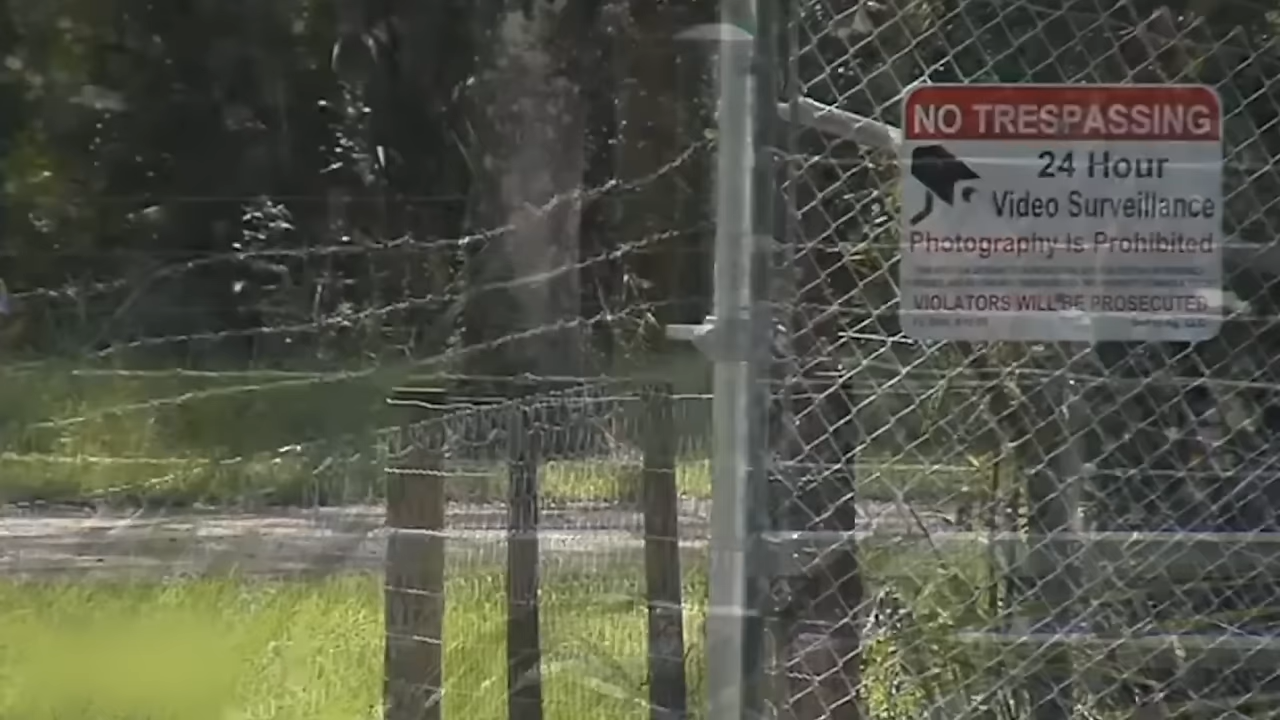 NO TRESPASSING
24 Hour
Video Surveillance
Photography Is Prohibited
VIOLATORS WILL BE PROSECUTED